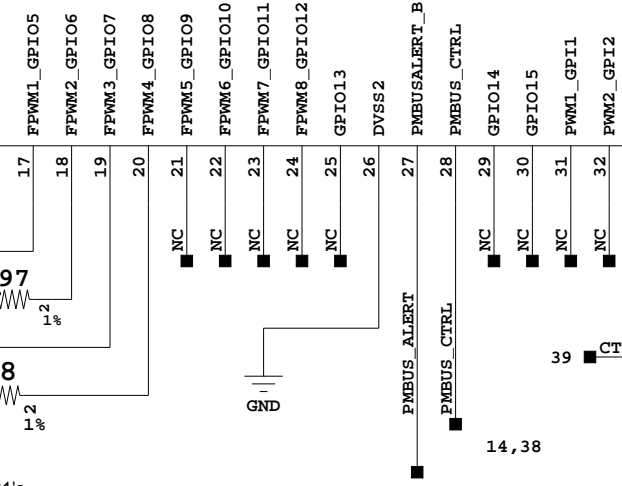 FPWM1_GPIO5
FPWM2_GPIO6
FPWM3_GPIO7
FPWM4_GPIO8
FPWM5_GPIO9
FPWM6_GPIO10
FPWM7_GPIO11
FPWM8_GPIO12
GPIO13
DVSS2
PMBUSALERT_B
PMBUS_CTRL
GPIO14
GPIO15
PWM1_GPI1
PWM2_GPI2
17
18
19
20
21
22
23
24
25
26
27
28
29
30
31
32
NC
NC
NC
NC
NC
NC
NC
NC
NC
97
2
1%
8
2
1%
GND
PMBUS_ALERT
PMBUS_CTRL
39
CT
14,38